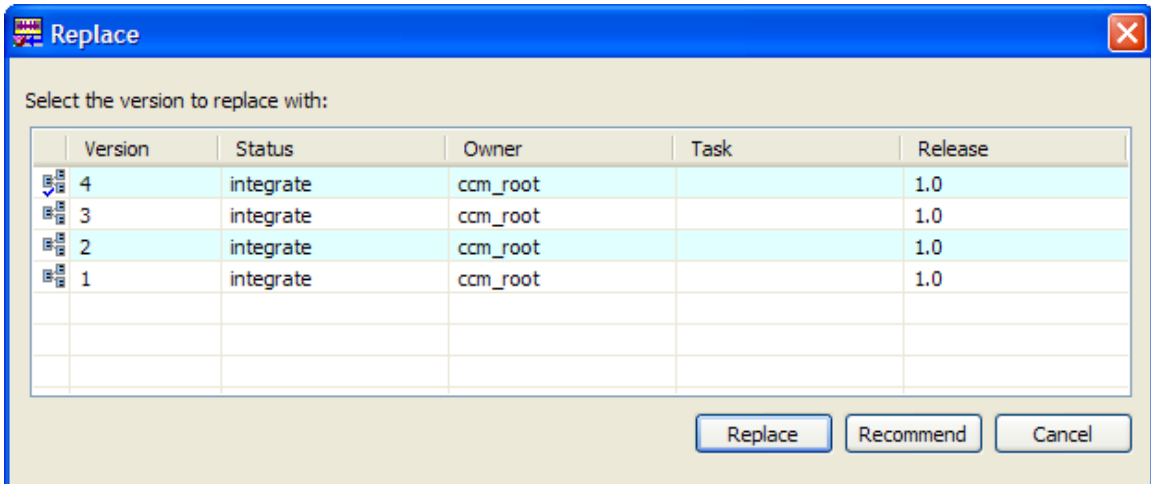 Replace
Select the version to replace with:
Version Status Owner Task Release
4 integrate ccm_root 1.0
3 integrate ccm_root 1.0
2 integrate ccm_root 1.0
1 integrate ccm_root 1.0
Replace Recommend Cancel